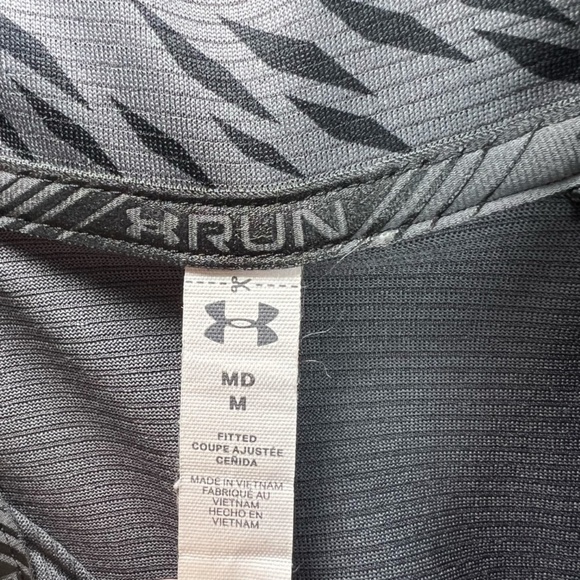 RUN
MD
M
FITTED
COUPE AJUSTÉE
CEÑIDA
MADE IN VIETNAM
FABRIQUÉ AU
VIETNAM
HECHO EN
VIETNAM